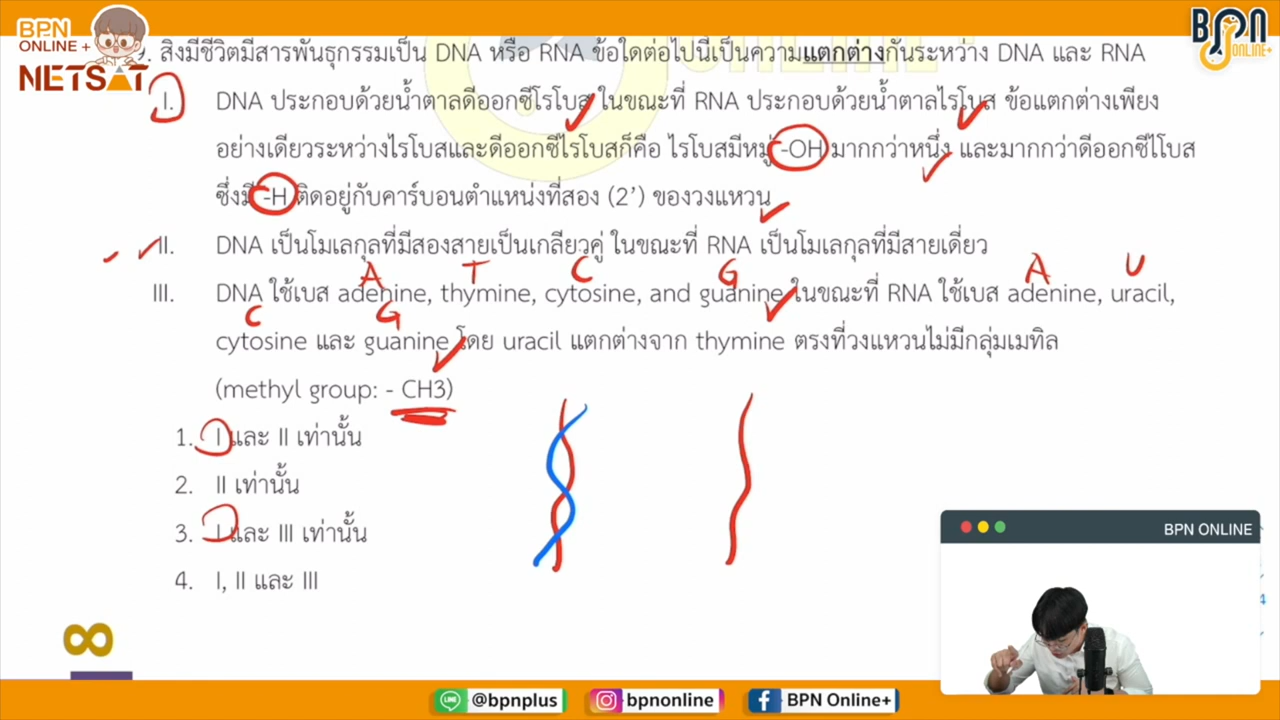 BPN
ONLINE +
NETSAT
BPN
ONLINE+
9. สิ่งมีชีวิตมีสารพันธุกรรมเป็น DNA หรือ RNA ข้อใดต่อไปนี้เป็นความแตกต่างกันระหว่าง DNA และ RNA
I. DNA ประกอบด้วยน้ำตาลดีออกซีไรโบส ในขณะที่ RNA ประกอบด้วยน้ำตาลไรโบส ข้อแตกต่างเพียง
อย่างเดียวระหว่างไรโบสและดีออกซีไรโบสก็คือ ไรโบสมีหมู่ -OH มากกว่าหนึ่ง และมากกว่าดีออกซีไโบส
ซึ่งมี -H ติดอยู่กับคาร์บอนตำแหน่งที่สอง (2’) ของวงแหวน
II. DNA เป็นโมเลกุลที่มีสองสายเป็นเกลียวคู่ ในขณะที่ RNA เป็นโมเลกุลที่มีสายเดี่ยว
A T C G A U
III. DNA ใช้เบส adenine, thymine, cytosine, and guanine ในขณะที่ RNA ใช้เบส adenine, uracil,
C G
cytosine และ guanine โดย uracil แตกต่างจาก thymine ตรงที่วงแหวนไม่มีกลุ่มเมทิล
(methyl group: - CH3)
1. I และ II เท่านั้น
2. II เท่านั้น
3. I และ III เท่านั้น
4. I, II และ III
BPN ONLINE
8
@bpnplus
bpnonline
BPN Online+